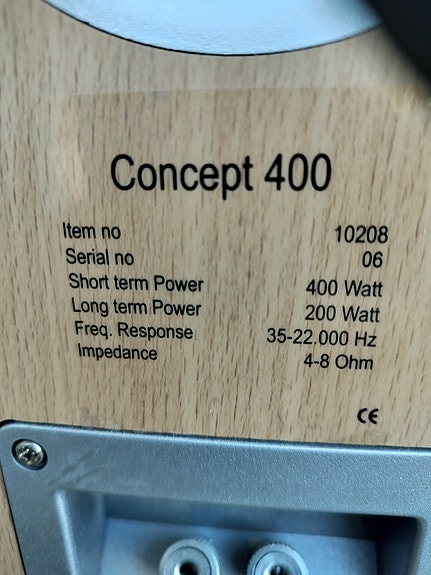 Concept 400
Item no 10208
Serial no 06
Short term Power 400 Watt
Long term Power 200 Watt
Freq. Response 35-22.000 Hz
Impedance 4-8 Ohm
CE